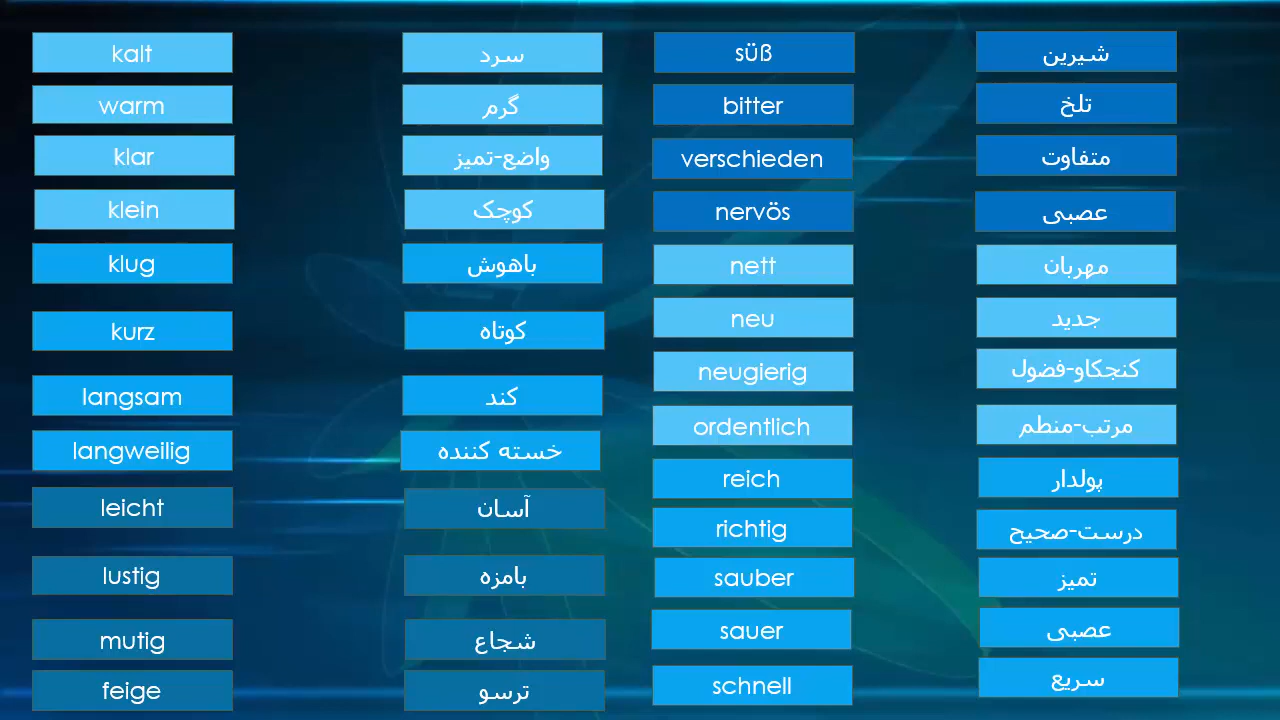 kalt سرد süß شیرین
warm گرم bitter تلخ
klar واضع-تمیز verschieden متفاوت
klein کوچک nervös عصبی
klug باهوش nett مهربان
kurz کوتاه neu جدید
langsam کند neugierig کنجکاو-فضول
langweilig خسته کننده ordentlich مرتب-منطم
leicht آسان reich پولدار
lustig بامزه richtig درست-صحیح
mutig شجاع sauber تمیز
feige ترسو sauer عصبی
schnell سریع